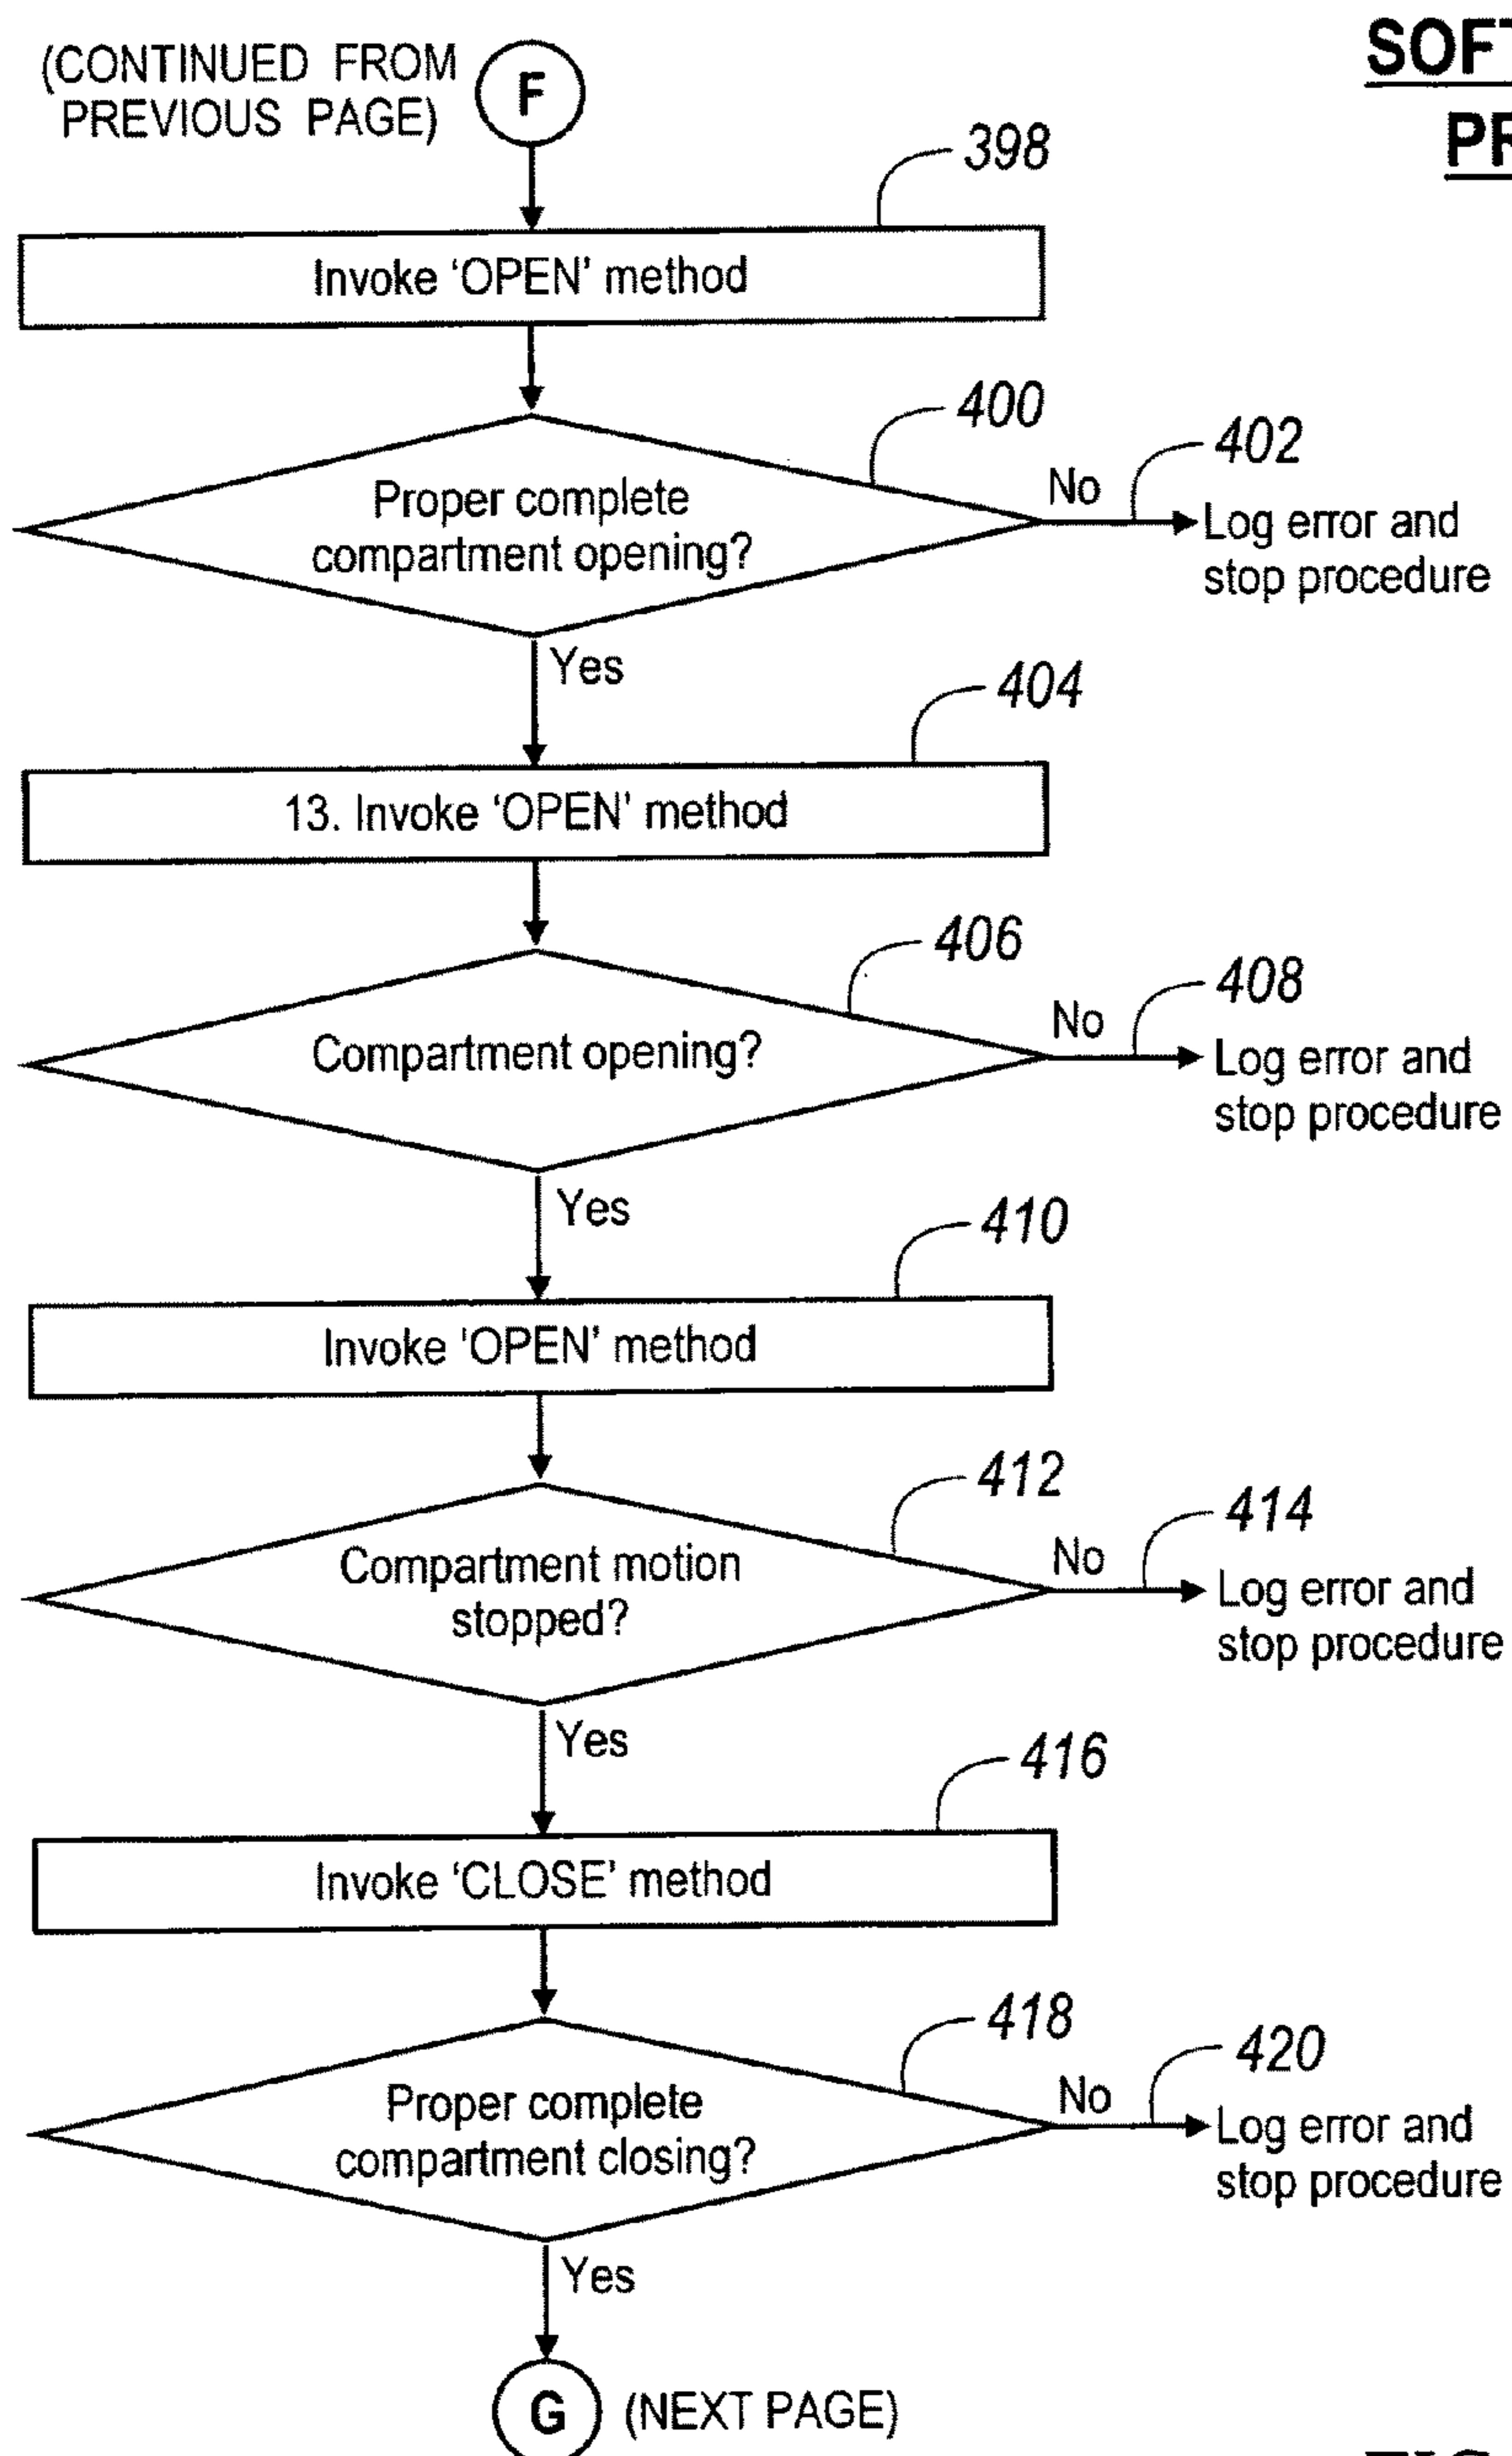 (CONTINUED FROM
PREVIOUS PAGE)
F
398
Invoke 'OPEN' method
400
Proper complete
compartment opening?
No
402
Log error and
stop procedure
Yes
404
13. Invoke 'OPEN' method
406
Compartment opening?
No
408
Log error and
stop procedure
Yes
410
Invoke 'OPEN' method
412
Compartment motion
stopped?
No
414
Log error and
stop procedure
Yes
416
Invoke 'CLOSE' method
418
Proper complete
compartment closing?
No
420
Log error and
stop procedure
Yes
G
(NEXT PAGE)